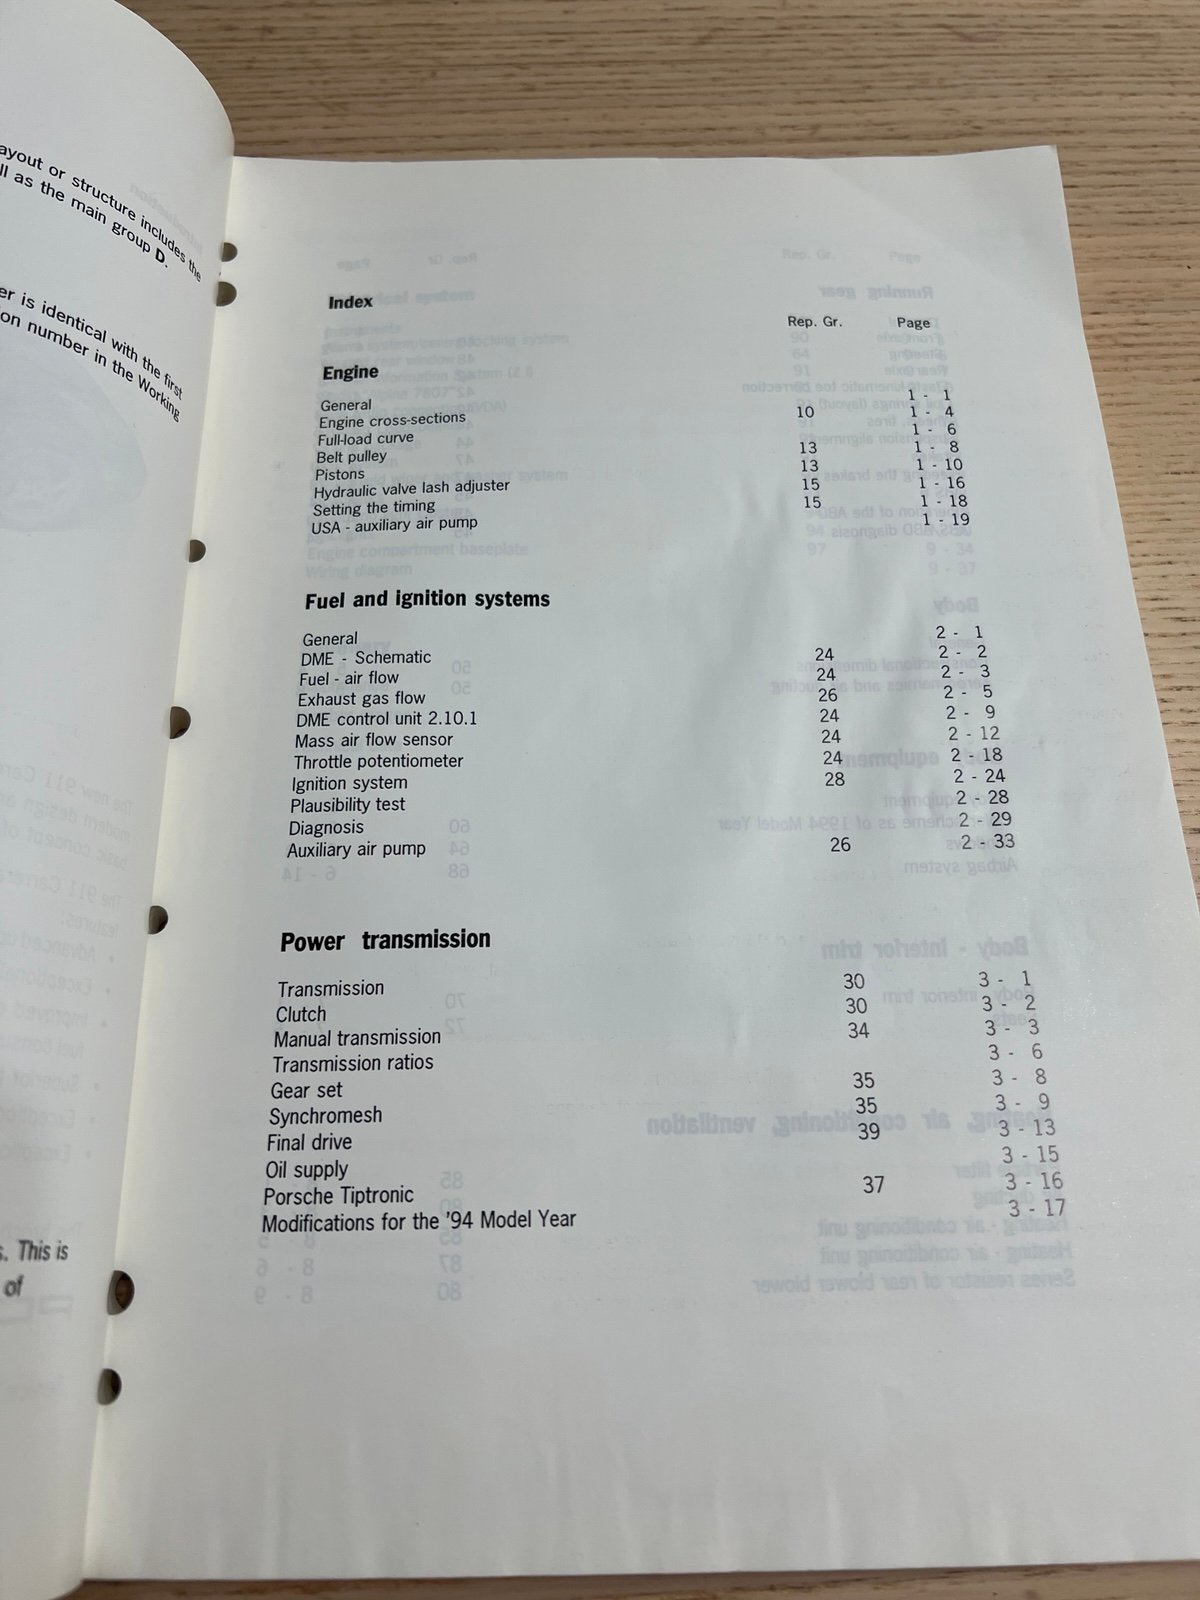 layout or structure includes the
as the main group D.
is identical with the first
number in the Working
This is
of
Index
Rep. Gr. Page
Engine
General 1 - 1
Engine cross-sections 10 1 - 4
Full-load curve 1 - 6
Belt pulley 13 1 - 8
Pistons 13 1 - 10
Hydraulic valve lash adjuster 15 1 - 16
Setting the timing 15 1 - 18
USA - auxiliary air pump 1 - 19
Fuel and ignition systems
General 2 - 1
DME - Schematic 24 2 - 2
Fuel - air flow 24 2 - 3
Exhaust gas flow 26 2 - 5
DME control unit 2.10.1 24 2 - 9
Mass air flow sensor 24 2 - 12
Throttle potentiometer 24 2 - 18
Ignition system 28 2 - 24
Plausibility test 2 - 28
Diagnosis 2 - 29
Auxiliary air pump 26 2 - 33
Power transmission
Transmission 30 3 - 1
Clutch 30 3 - 2
Manual transmission 34 3 - 3
Transmission ratios 3 - 6
Gear set 35 3 - 8
Synchromesh 35 3 - 9
Final drive 39 3 - 13
Oil supply 3 - 15
Porsche Tiptronic 37 3 - 16
Modifications for the '94 Model Year 3 - 17